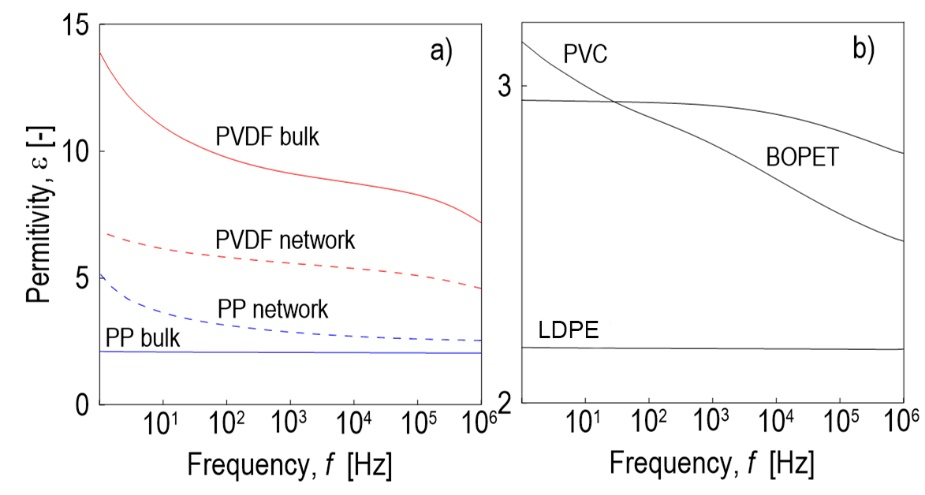 a)
Permitivity, ε [-]
15
10
5
0
PVDF bulk
PVDF network
PP network
PP bulk
10¹ 10² 10³ 10⁴ 10⁵ 10⁶
Frequency, f [Hz]
b)
3
2
PVC
BOPET
LDPE
10¹ 10² 10³ 10⁴ 10⁵ 10⁶
Frequency, f [Hz]